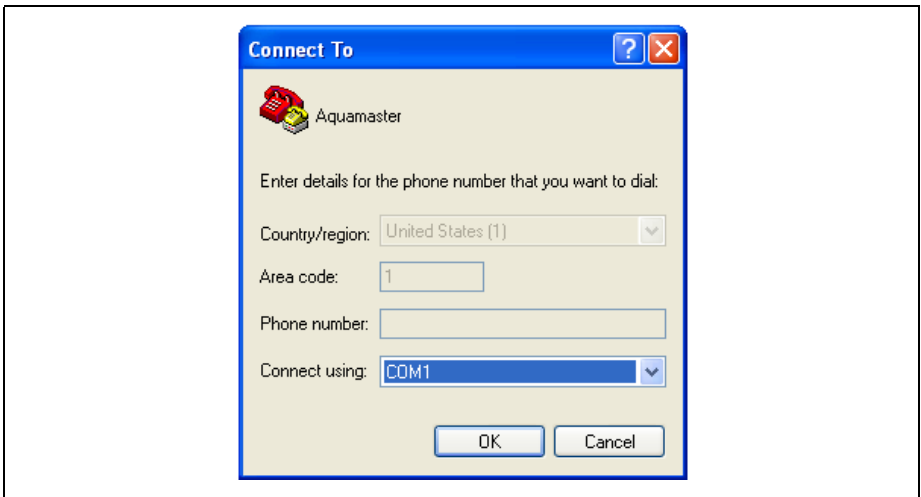 Connect To
Aquamaster
Enter details for the phone number that you want to dial:
Country/region: United States (1)
Area code: 1
Phone number:
Connect using: COM1
OK Cancel